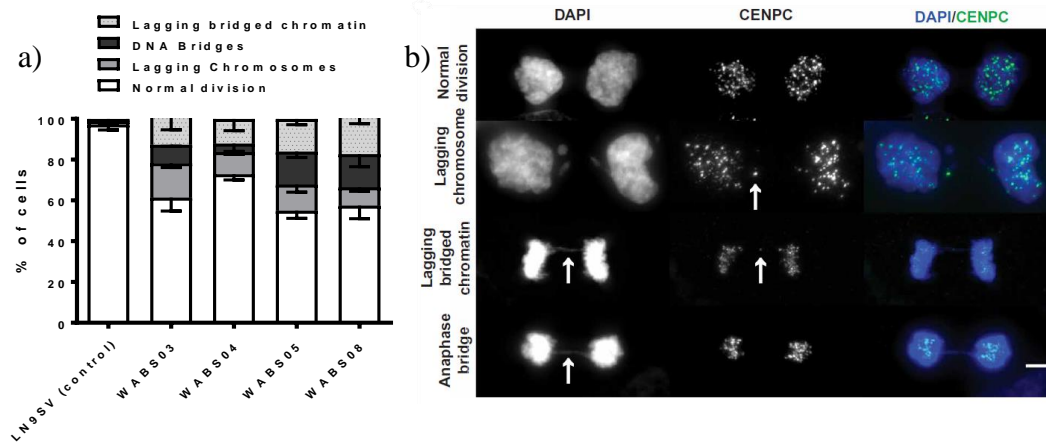 a)
Lagging bridged chromatin
DNA Bridges
Lagging Chromosomes
Normal division
% of cells
100
80
60
40
20
0
LN9SV (control)
WABS03
WABS04
WABS05
WABS08
b)
DAPI
CENPC
DAPI/CENPC
Normal
division
Lagging
chromosome
Lagging
bridged
chromatin
Anaphase
bridge